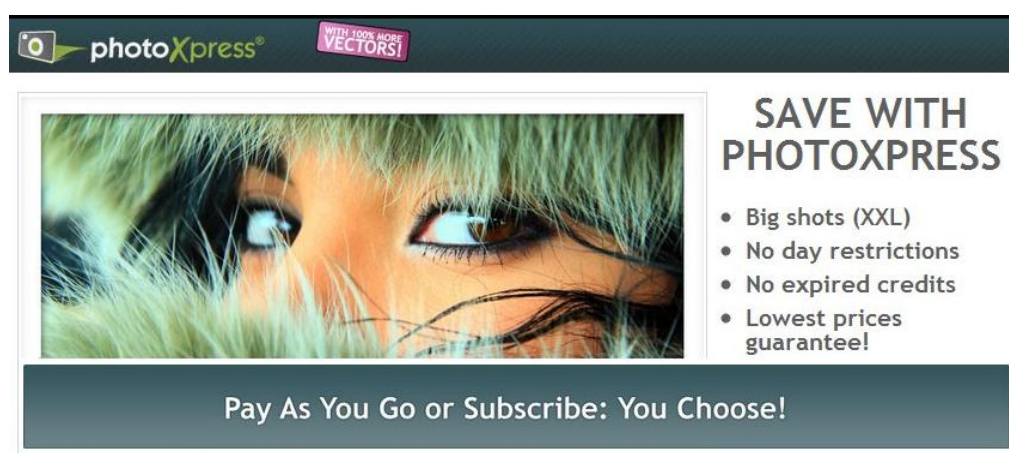 photoXpress®
WITH 100% MORE
VECTORS!
SAVE WITH
PHOTOXPRESS
• Big shots (XXL)
• No day restrictions
• No expired credits
• Lowest prices
guarantee!
Pay As You Go or Subscribe: You Choose!